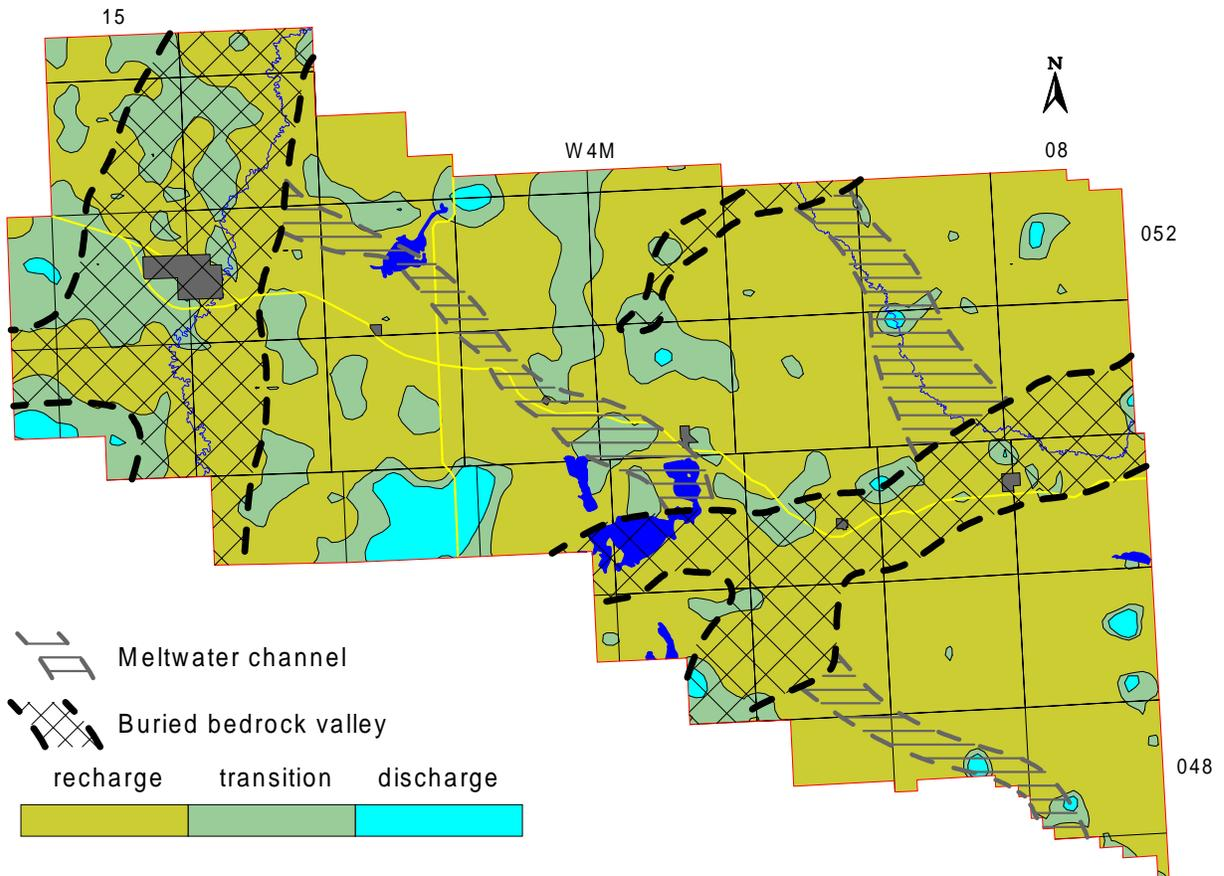 15
N
W4M
08
052
Meltwater channel
Buried bedrock valley
recharge transition discharge
048